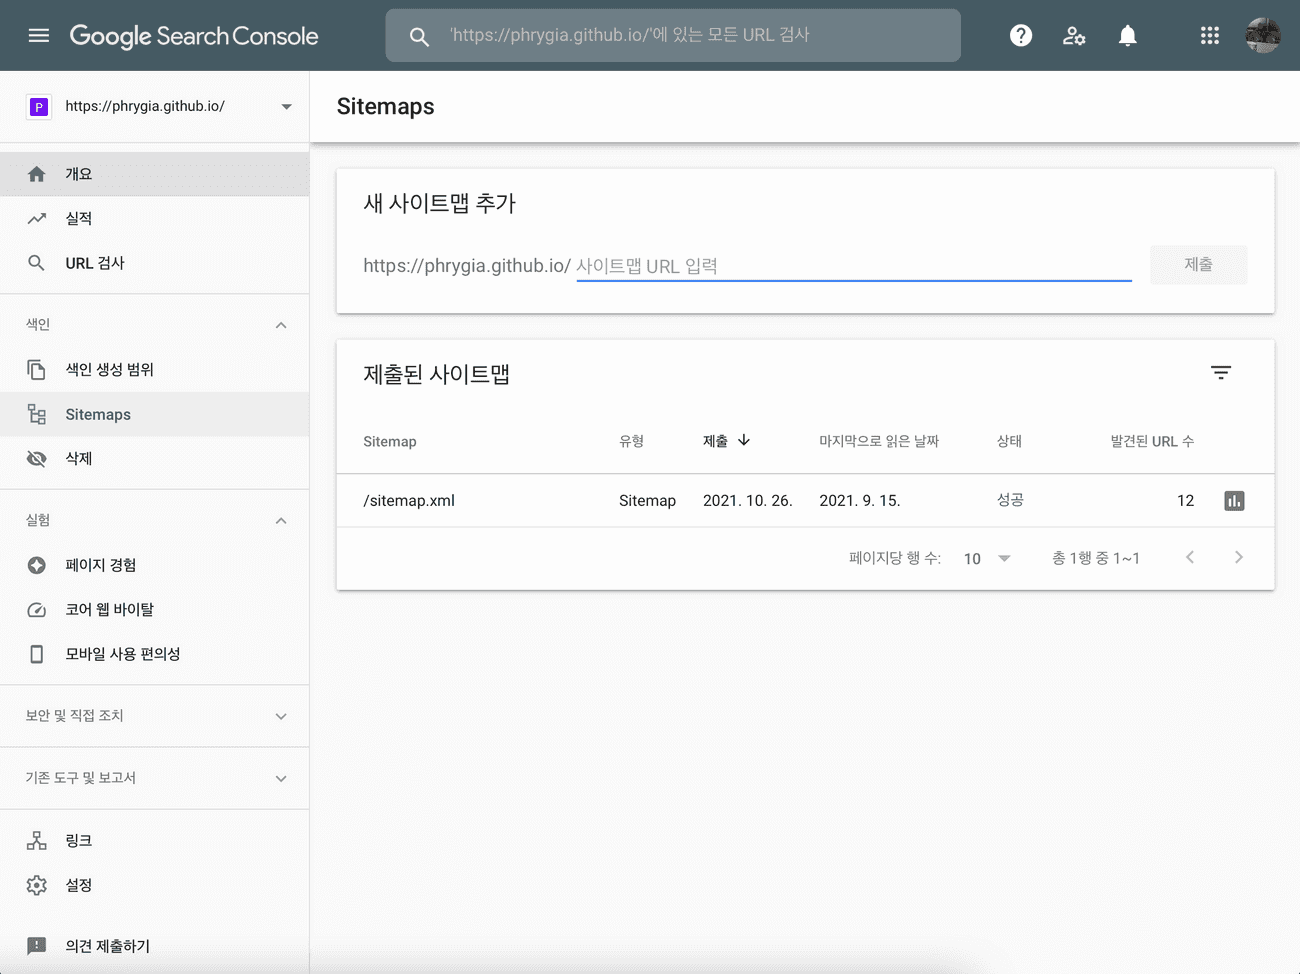 Google Search Console
'https://phrygia.github.io/'에 있는 모든 URL 검사
P
https://phrygia.github.io/
개요
실적
URL 검사
색인
색인 생성 범위
Sitemaps
삭제
실험
페이지 경험
코어 웹 바이탈
모바일 사용 편의성
보안 및 직접 조치
기존 도구 및 보고서
링크
설정
의견 제출하기
Sitemaps
새 사이트맵 추가
https://phrygia.github.io/ 사이트맵 URL 입력
제출
제출된 사이트맵
Sitemap 유형 제출 마지막으로 읽은 날짜 상태 발견된 URL 수
/sitemap.xml Sitemap 2021. 10. 26. 2021. 9. 15. 성공 12
페이지당 행 수: 10 총 1행 중 1~1